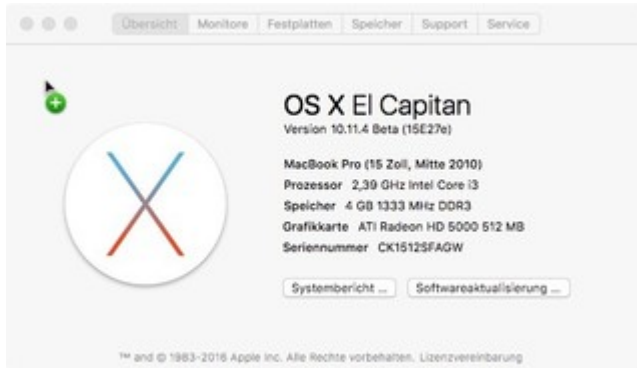 Übersicht Monitore Festplatten Speicher Support Service
OS X El Capitan
Version 10.11.4 Beta (15E27e)
MacBook Pro (15 Zoll, Mitte 2010)
Prozessor 2,39 GHz Intel Core i3
Speicher 4 GB 1333 MHz DDR3
Grafikkarte ATI Radeon HD 5000 512 MB
Seriennummer CK1512SFAGW
Systembericht ... Softwareaktualisierung ...
™ and © 1983-2016 Apple Inc. Alle Rechte vorbehalten. Lizenzvereinbarung